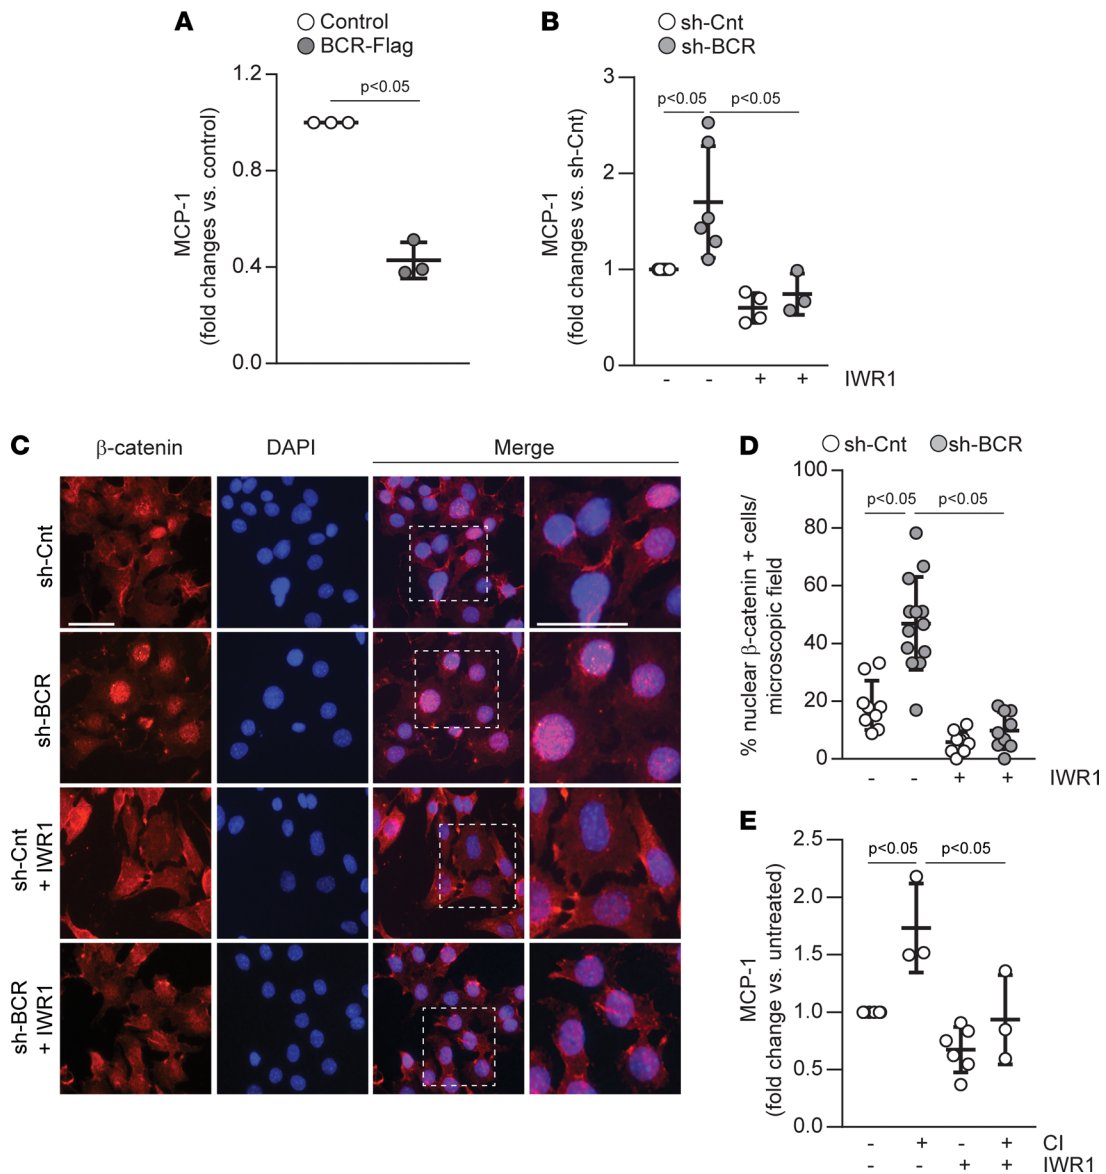 A
Control
BCR-Flag
MCP-1
(fold changes vs. control)
1.2
0.8
0.4
0.0
p<0.05
B
sh-Cnt
sh-BCR
MCP-1
(fold changes vs. sh-Cnt)
3
2
1
0
p<0.05
p<0.05
- - + + IWR1
C
β-catenin DAPI Merge
sh-Cnt
sh-BCR
sh-Cnt
+ IWR1
sh-BCR
+ IWR1
D
sh-Cnt sh-BCR
% nuclear β-catenin + cells/
microscopic field
100
80
60
40
20
0
p<0.05
p<0.05
- - + + IWR1
E
MCP-1
(fold change vs. untreated)
2.5
2.0
1.5
1.0
0.5
0.0
p<0.05
p<0.05
- + - + CI
- - + + IWR1